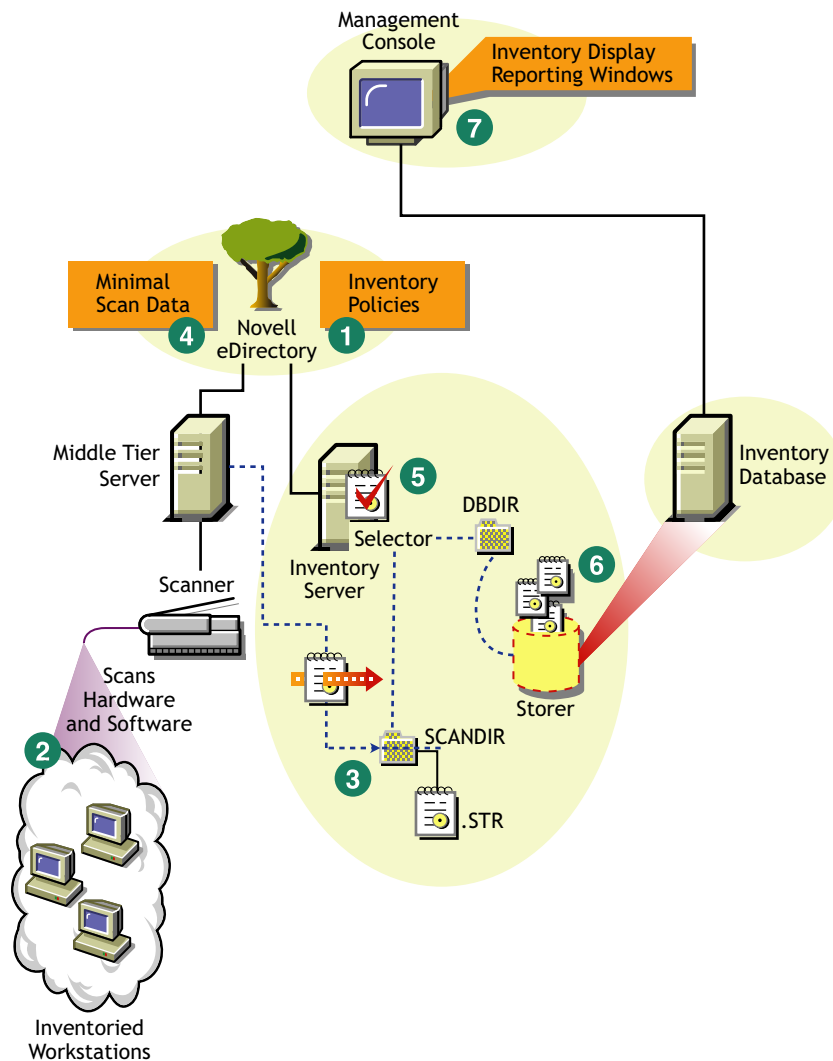 Management
Console
Inventory Display
Reporting Windows
7
Minimal
Scan Data
4
Inventory
Policies
1
Novell
eDirectory
Middle Tier
Server
5
DBDIR
Selector
Inventory
Server
6
Storer
Inventory
Database
Scanner
Scans
Hardware
and Software
2
SCANDIR
3
.STR
Inventoried
Workstations